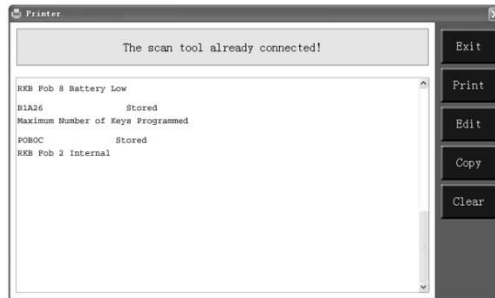 Printer
The scan tool already connected!
Exit
RKB Fob 8 Battery Low
Print
B1A26 Stored
Maximum Number of Keys Programmed
Edit
P0B0C Stored
RKB Fob 2 Internal
Copy
Clear